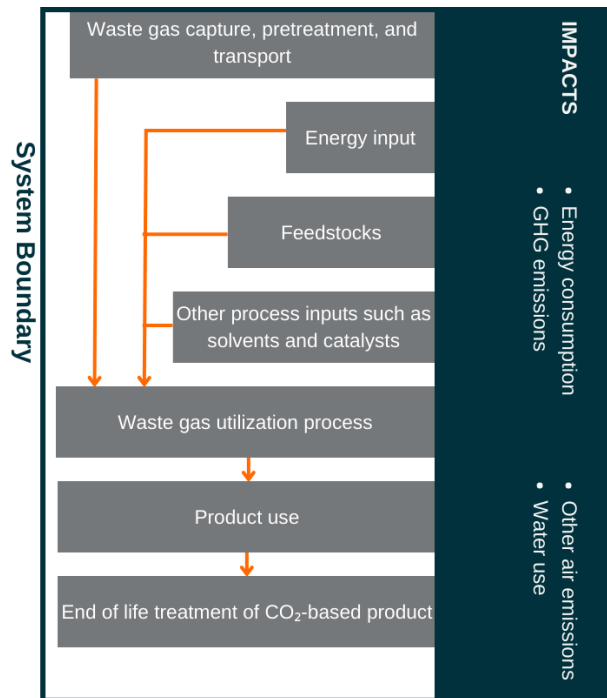 Waste gas capture, pretreatment, and
transport
Energy input
Feedstocks
Other process inputs such as
solvents and catalysts
Waste gas utilization process
Product use
End of life treatment of CO₂-based product
System Boundary
IMPACTS
• Energy consumption
• GHG emissions
• Other air emissions
• Water use